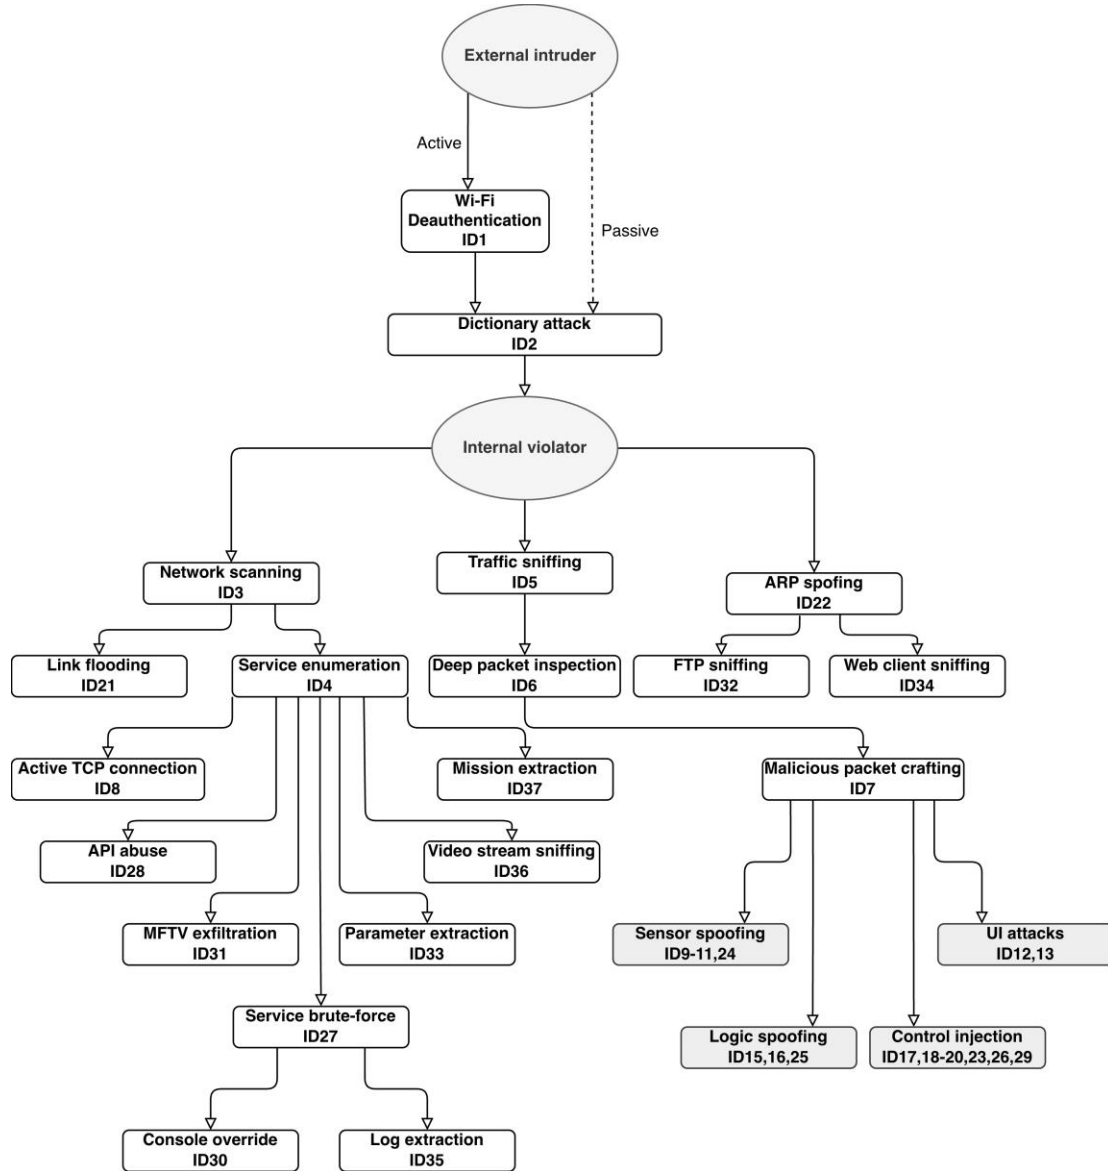 External intruder
Active
Wi-Fi
Deauthentication
ID1
Passive
Dictionary attack
ID2
Internal violator
Network scanning
ID3
Traffic sniffing
ID5
ARP spofing
ID22
Link flooding
ID21
Service enumeration
ID4
Deep packet inspection
ID6
FTP sniffing
ID32
Web client sniffing
ID34
Active TCP connection
ID8
Mission extraction
ID37
Malicious packet crafting
ID7
API abuse
ID28
Video stream sniffing
ID36
MFTV exfiltration
ID31
Parameter extraction
ID33
Sensor spoofing
ID9-11,24
UI attacks
ID12,13
Service brute-force
ID27
Logic spoofing
ID15,16,25
Control injection
ID17,18-20,23,26,29
Console override
ID30
Log extraction
ID35